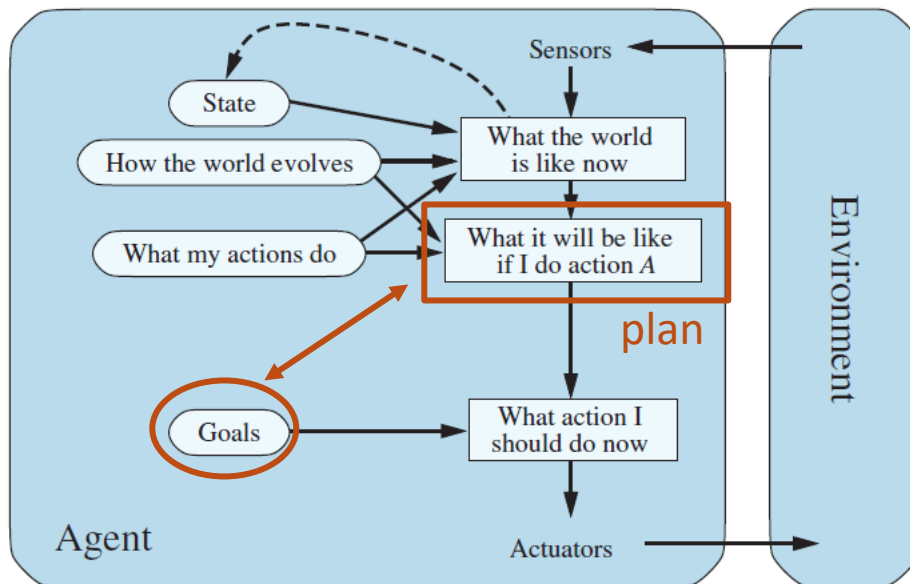 Sensors
State
What the world
is like now
How the world evolves
What it will be like
if I do action A
What my actions do
plan
Goals
What action I
should do now
Agent
Actuators
Environment